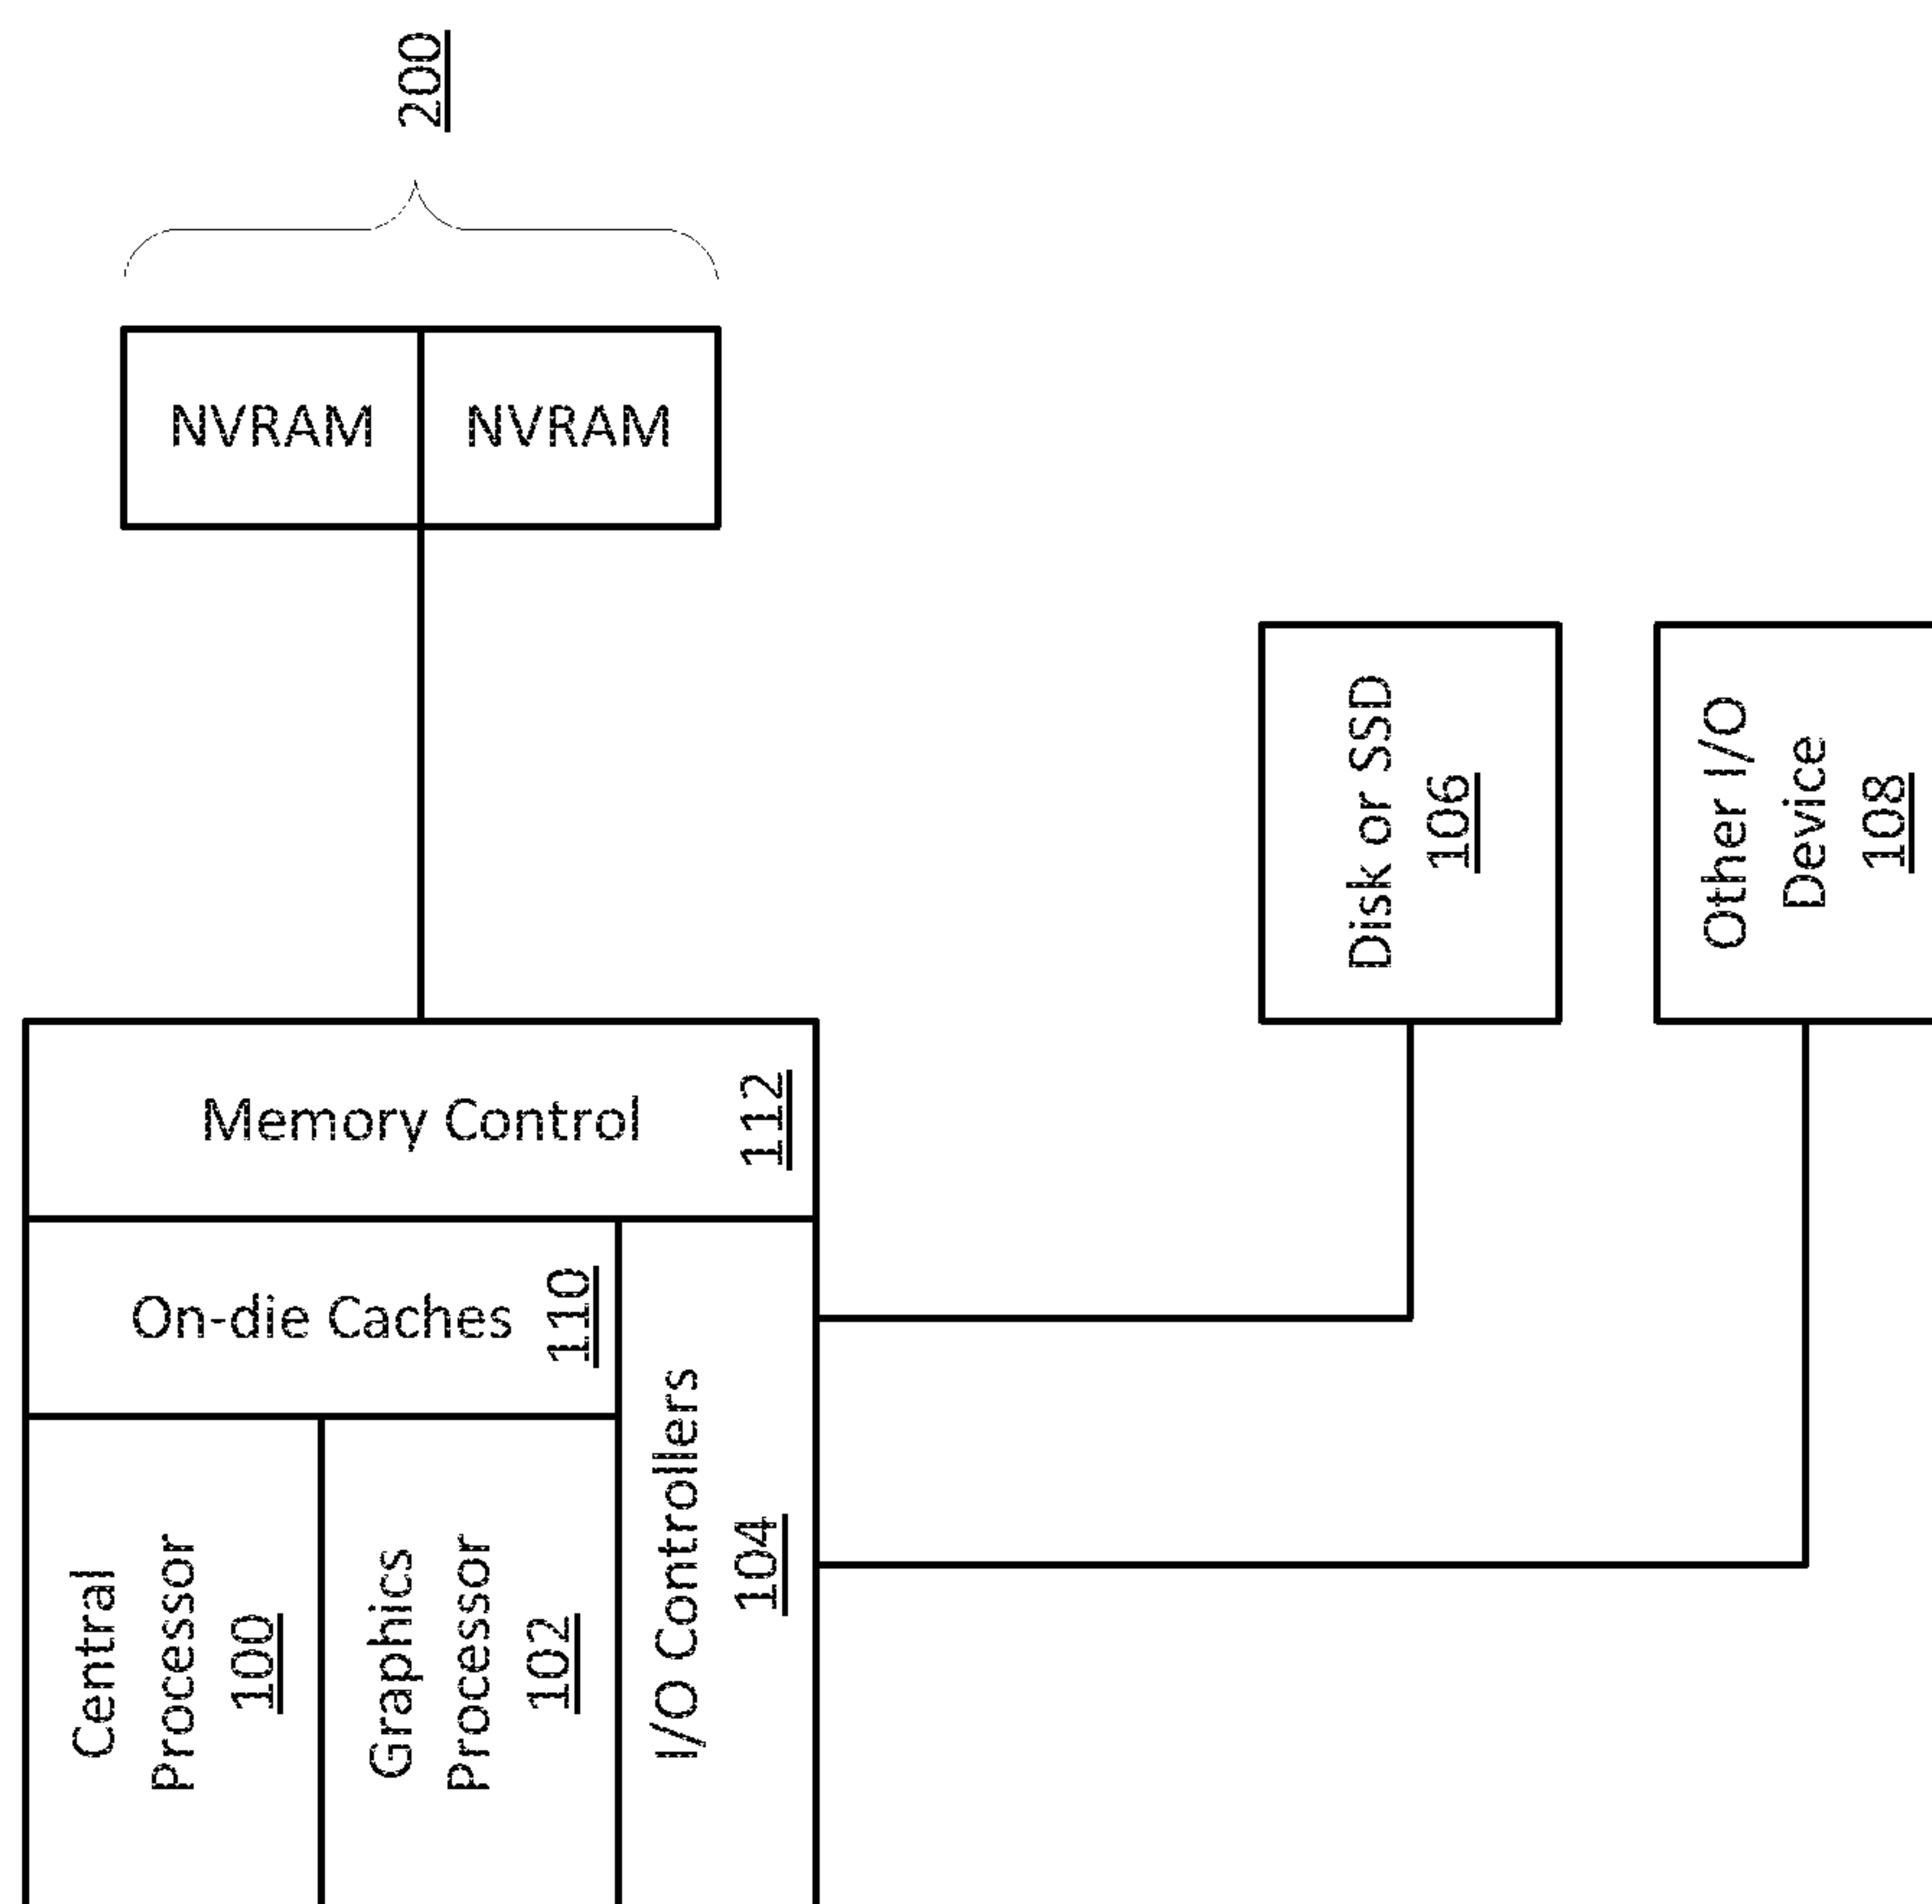 200
NVRAM
NVRAM
Disk or SSD
106
Other I/O
Device
108
Memory Control
112
On-die Caches
110
Central
Processor
100
Graphics
Processor
102
I/O Controllers
104